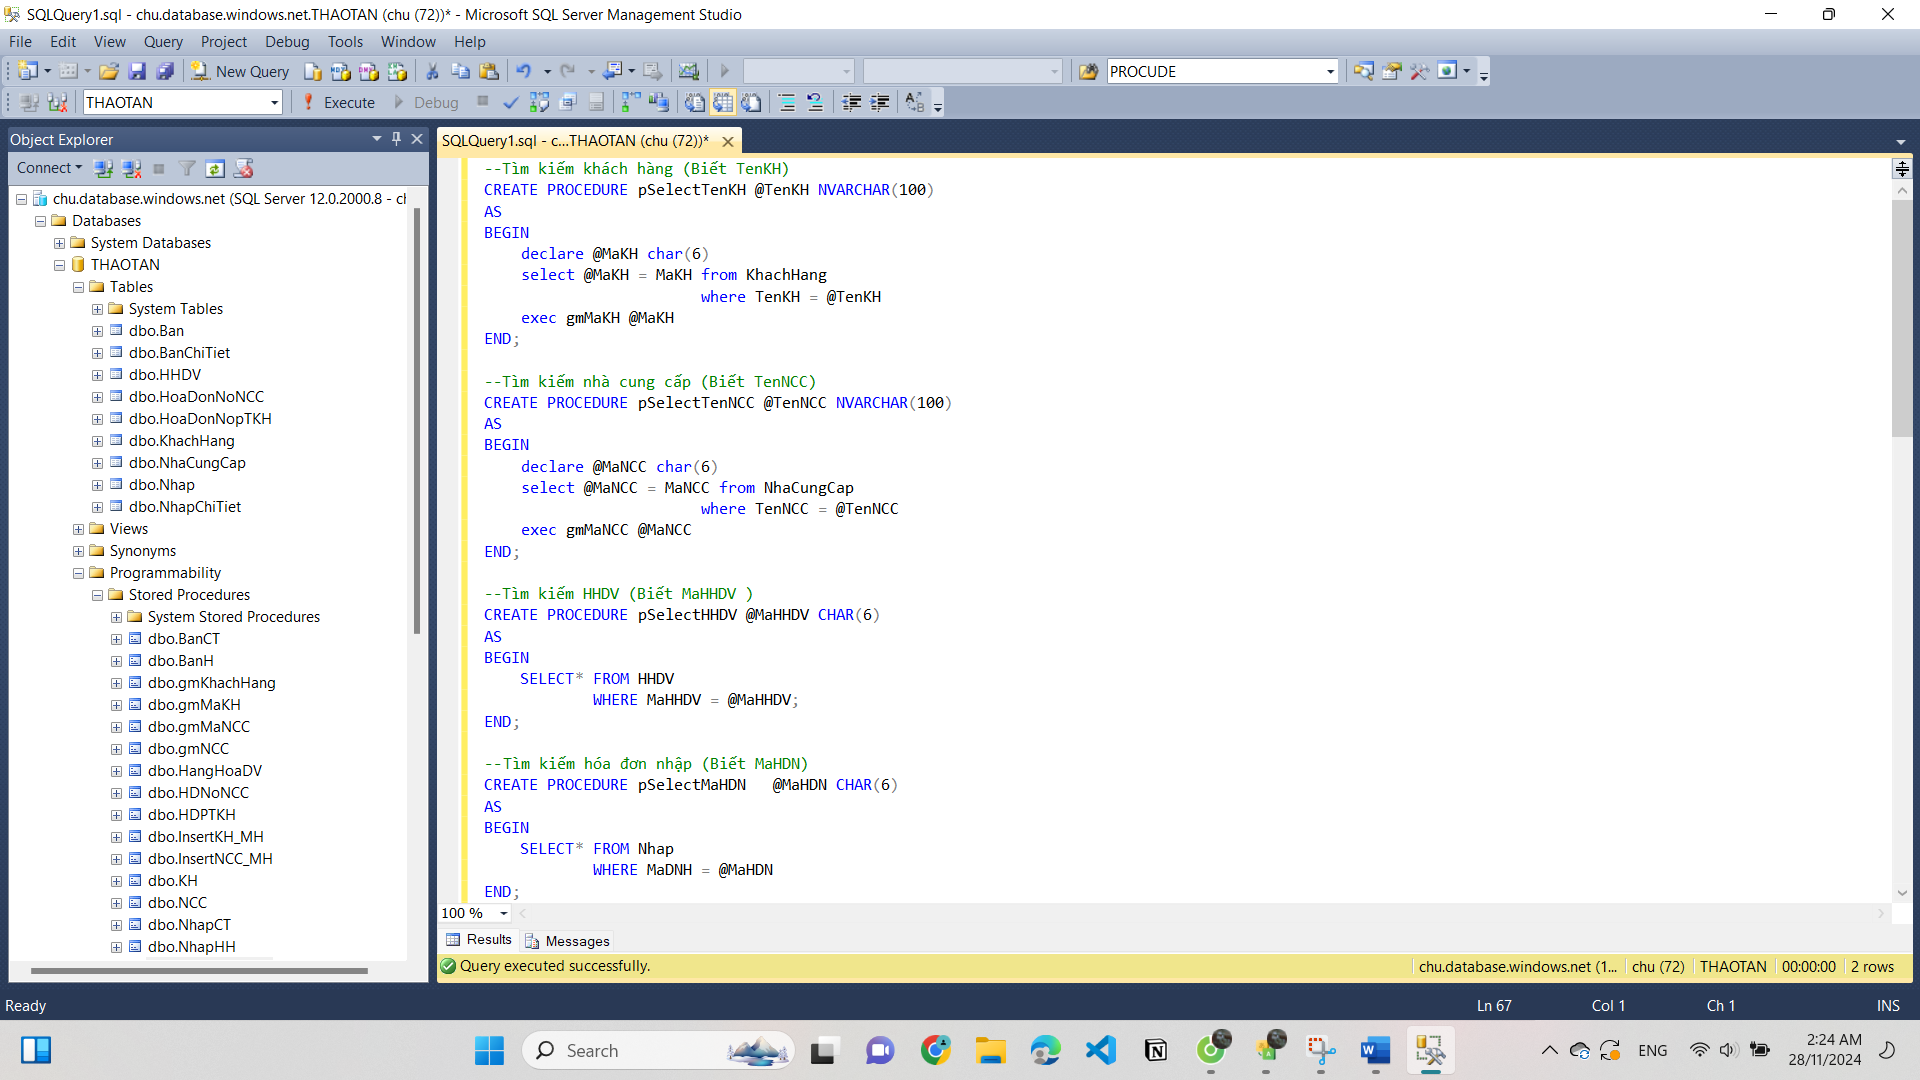 SQLQuery1.sql - chu.database.windows.net.THAOTAN (chu (72))* - Microsoft SQL Server Management Studio
File Edit View Query Project Debug Tools Window Help
New Query PROCUDE
THAOTAN Execute Debug
Object Explorer
Connect
chu.database.windows.net (SQL Server 12.0.2000.8 - cl
Databases
System Databases
THAOTAN
Tables
System Tables
dbo.Ban
dbo.BanChiTiet
dbo.HHDV
dbo.HoaDonNoNCC
dbo.HoaDonNopTKH
dbo.KhachHang
dbo.NhaCungCap
dbo.Nhap
dbo.NhapChiTiet
Views
Synonyms
Programmability
Stored Procedures
System Stored Procedures
dbo.BanCT
dbo.BanH
dbo.gmKhachHang
dbo.gmMaKH
dbo.gmMaNCC
dbo.gmNCC
dbo.HangHoaDV
dbo.HDNoNCC
dbo.HDPTKH
dbo.InsertKH_MH
dbo.InsertNCC_MH
dbo.KH
dbo.NCC
dbo.NhapCT
dbo.NhapHH
SQLQuery1.sql - c...THAOTAN (chu (72))*
--Tìm kiếm khách hàng (Biết TenKH)
CREATE PROCEDURE pSelectTenKH @TenKH NVARCHAR(100)
AS
BEGIN
declare @MaKH char(6)
select @MaKH = MaKH from KhachHang
where TenKH = @TenKH
exec gmMaKH @MaKH
END;
--Tìm kiếm nhà cung cấp (Biết TenNCC)
CREATE PROCEDURE pSelectTenNCC @TenNCC NVARCHAR(100)
AS
BEGIN
declare @MaNCC char(6)
select @MaNCC = MaNCC from NhaCungCap
where TenNCC = @TenNCC
exec gmMaNCC @MaNCC
END;
--Tìm kiếm HHDV (Biết MaHHDV )
CREATE PROCEDURE pSelectHHDV @MaHHDV CHAR(6)
AS
BEGIN
SELECT* FROM HHDV
WHERE MaHHDV = @MaHHDV;
END;
--Tìm kiếm hóa đơn nhập (Biết MaHDN)
CREATE PROCEDURE pSelectMaHDN @MaHDN CHAR(6)
AS
BEGIN
SELECT* FROM Nhap
WHERE MaDNH = @MaHDN
END;
100 %
Results Messages
Query executed successfully. chu.database.windows.net (1... chu (72) THAOTAN 00:00:00 2 rows
Ready Ln 67 Col 1 Ch 1 INS
Search ENG 2:24 AM
28/11/2024